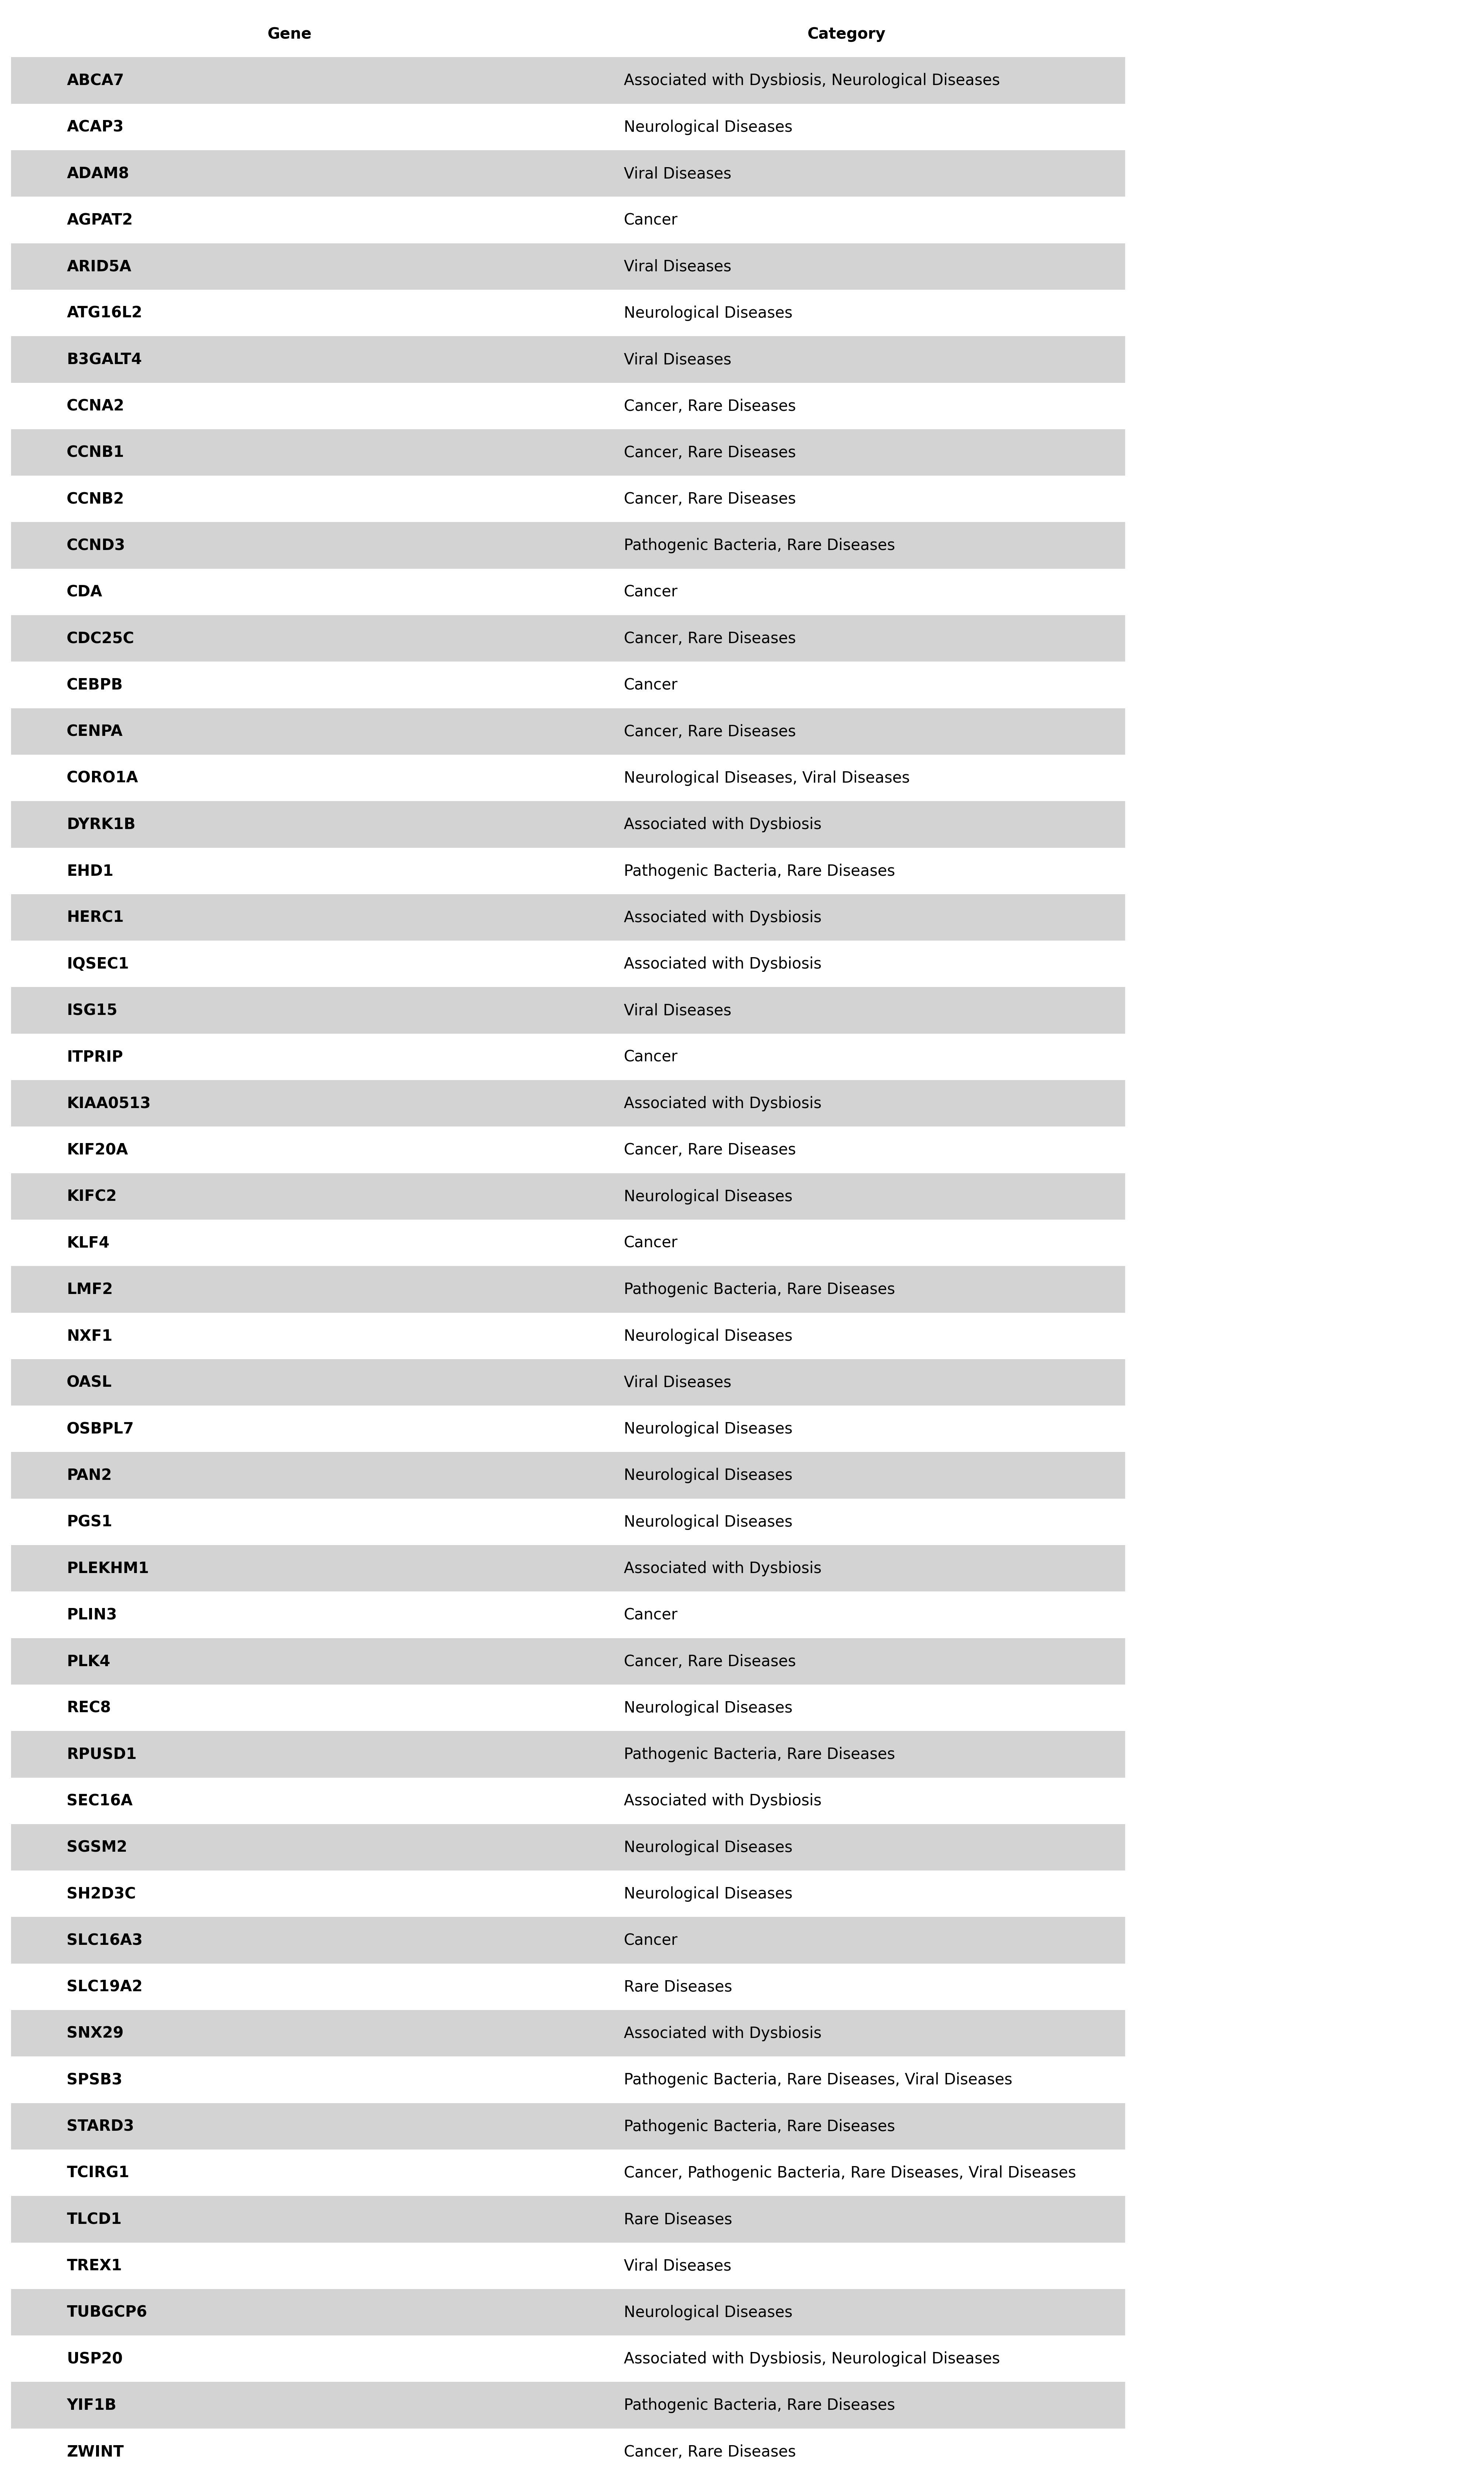 Gene Category
ABCA7 Associated with Dysbiosis, Neurological Diseases
ACAP3 Neurological Diseases
ADAM8 Viral Diseases
AGPAT2 Cancer
ARID5A Viral Diseases
ATG16L2 Neurological Diseases
B3GALT4 Viral Diseases
CCNA2 Cancer, Rare Diseases
CCNB1 Cancer, Rare Diseases
CCNB2 Cancer, Rare Diseases
CCND3 Pathogenic Bacteria, Rare Diseases
CDA Cancer
CDC25C Cancer, Rare Diseases
CEBPB Cancer
CENPA Cancer, Rare Diseases
CORO1A Neurological Diseases, Viral Diseases
DYRK1B Associated with Dysbiosis
EHD1 Pathogenic Bacteria, Rare Diseases
HERC1 Associated with Dysbiosis
IQSEC1 Associated with Dysbiosis
ISG15 Viral Diseases
ITPRIP Cancer
KIAA0513 Associated with Dysbiosis
KIF20A Cancer, Rare Diseases
KIFC2 Neurological Diseases
KLF4 Cancer
LMF2 Pathogenic Bacteria, Rare Diseases
NXF1 Neurological Diseases
OASL Viral Diseases
OSBPL7 Neurological Diseases
PAN2 Neurological Diseases
PGS1 Neurological Diseases
PLEKHM1 Associated with Dysbiosis
PLIN3 Cancer
PLK4 Cancer, Rare Diseases
REC8 Neurological Diseases
RPUSD1 Pathogenic Bacteria, Rare Diseases
SEC16A Associated with Dysbiosis
SGSM2 Neurological Diseases
SH2D3C Neurological Diseases
SLC16A3 Cancer
SLC19A2 Rare Diseases
SNX29 Associated with Dysbiosis
SPSB3 Pathogenic Bacteria, Rare Diseases, Viral Diseases
STARD3 Pathogenic Bacteria, Rare Diseases
TCIRG1 Cancer, Pathogenic Bacteria, Rare Diseases, Viral Diseases
TLCD1 Rare Diseases
TREX1 Viral Diseases
TUBGCP6 Neurological Diseases
USP20 Associated with Dysbiosis, Neurological Diseases
YIF1B Pathogenic Bacteria, Rare Diseases
ZWINT Cancer, Rare Diseases